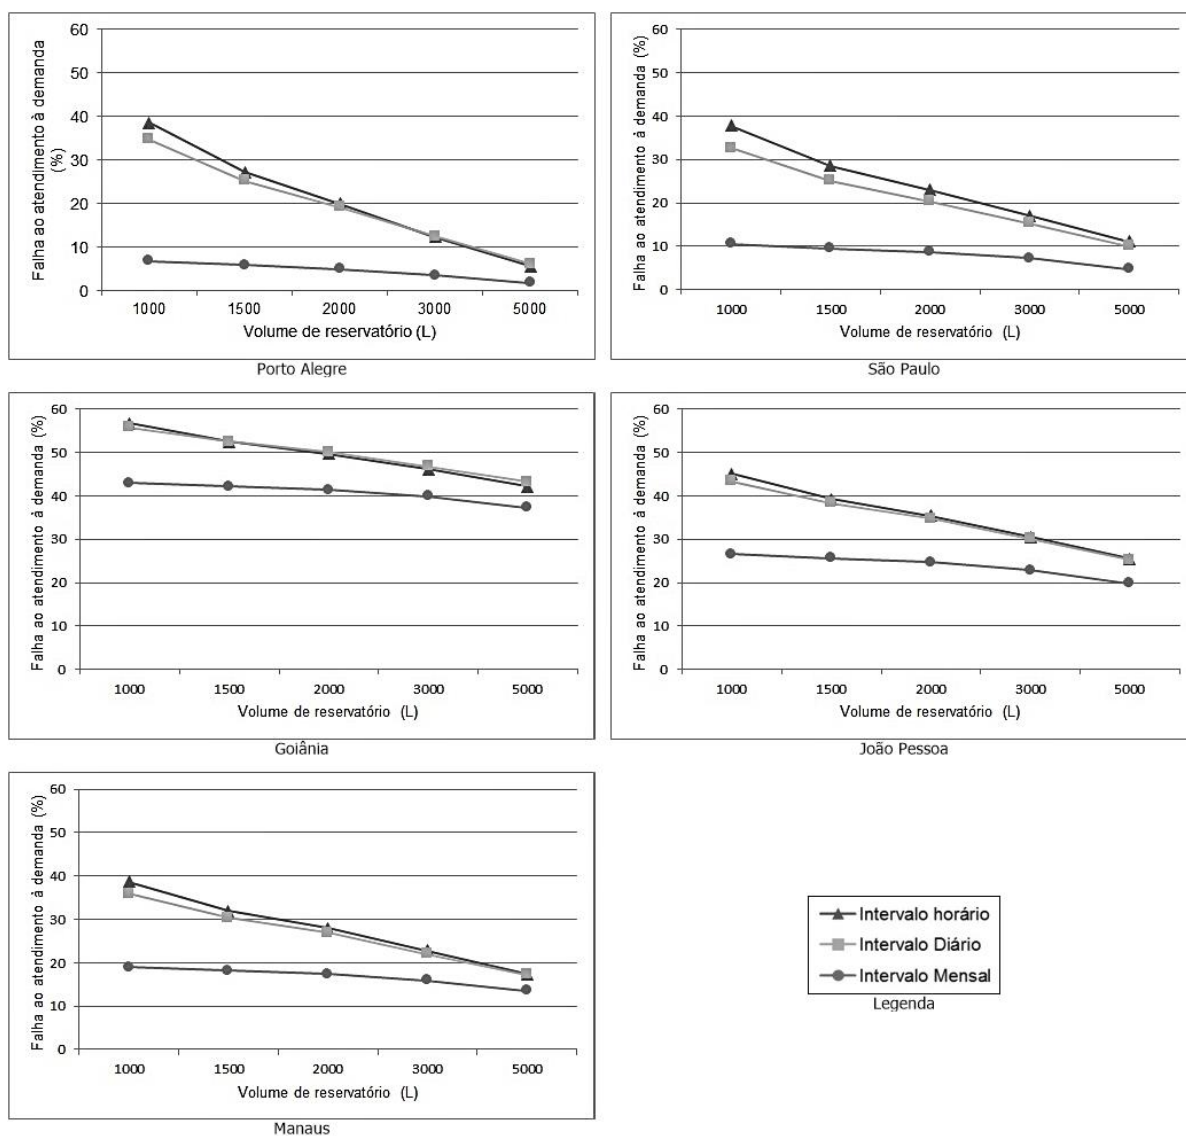 Falha ao atendimento à demanda
(%)
60
50
40
30
20
10
0
1000 1500 2000 3000 5000
Volume de reservatório (L)
Porto Alegre
Falha ao atendimento à demanda (%)
60
50
40
30
20
10
0
1000 1500 2000 3000 5000
Volume de reservatório (L)
São Paulo
Falha ao atendimento à demanda (%)
60
50
40
30
20
10
0
1000 1500 2000 3000 5000
Volume de reservatório (L)
Goiânia
Falha ao atendimento à demanda (%)
60
50
40
30
20
10
0
1000 1500 2000 3000 5000
Volume de reservatório (L)
João Pessoa
Falha ao atendimento à demanda (%)
60
50
40
30
20
10
0
1000 1500 2000 3000 5000
Volume de reservatório (L)
Manaus
Intervalo horário
Intervalo Diário
Intervalo Mensal
Legenda